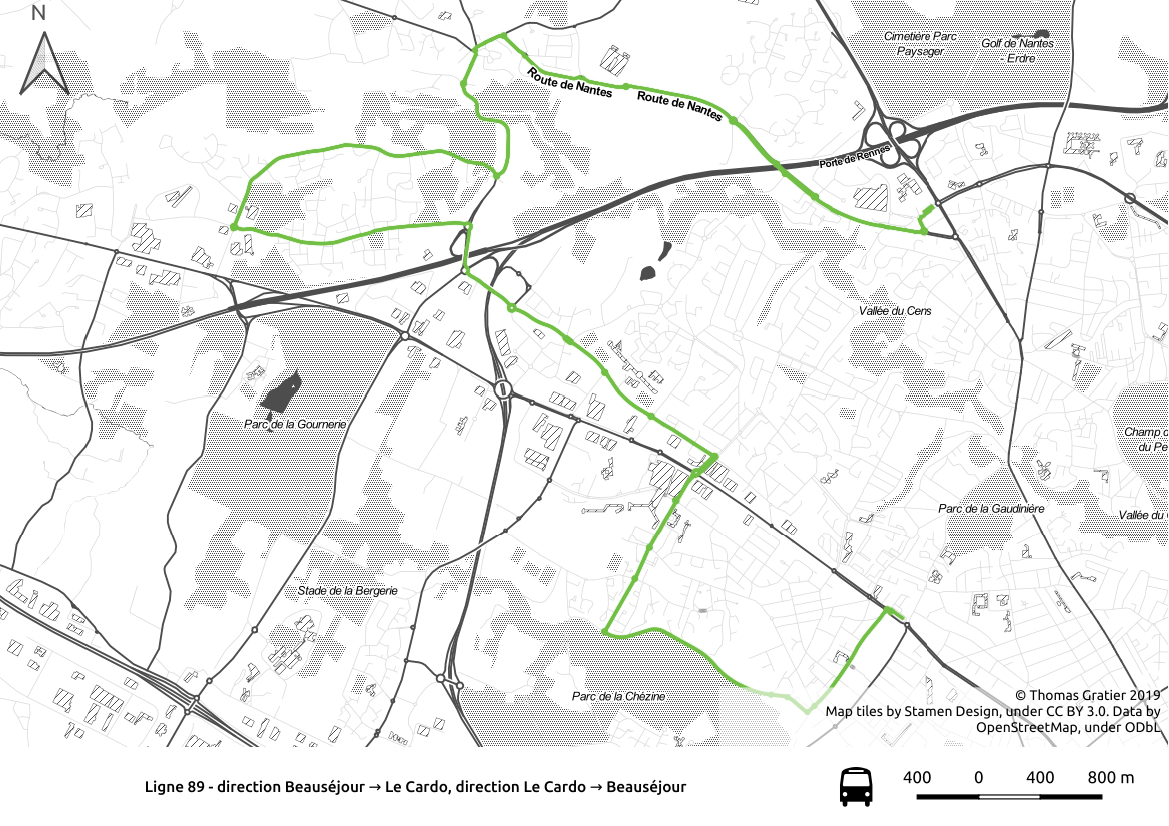 N
Cimetière Parc
Paysager
Golf de Nantes
- Erdre
Route de Nantes
Route de Nantes
Porte de Rennes
Vallée du Cens
Parc de la Gournerie
Champ d
du Pe
Parc de la Gaudinière
Vallée du
Stade de la Bergerie
Parc de la Chézine
© Thomas Gratier 2019
Map tiles by Stamen Design, under CC BY 3.0. Data by
OpenStreetMap, under ODbL
Ligne 89 - direction Beauséjour → Le Cardo, direction Le Cardo → Beauséjour
400 0 400 800 m